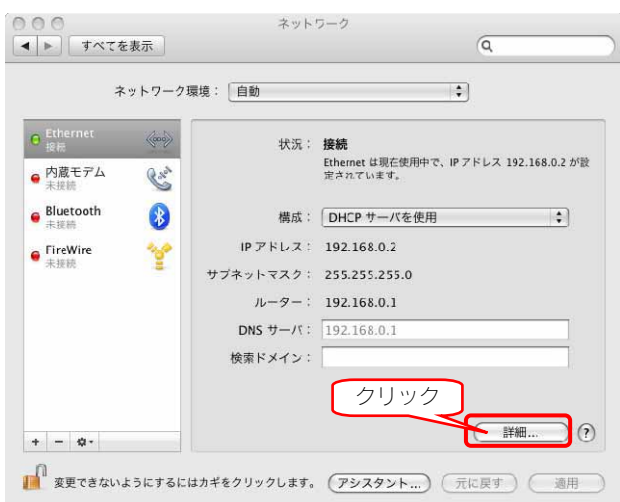 ネットワーク
すべてを表示
ネットワーク環境： 自動
Ethernet
接続
内蔵モデム
未接続
Bluetooth
未接続
FireWire
未接続
状況： 接続
Ethernet は現在使用中で、IP アドレス 192.168.0.2 が設
定されています。
構成： DHCP サーバを使用
IP アドレス： 192.168.0.2
サブネットマスク： 255.255.255.0
ルーター： 192.168.0.1
DNS サーバ： 192.168.0.1
検索ドメイン：
クリック
詳細... ?
変更できないようにするにはカギをクリックします。 アシスタント... 元に戻す 適用